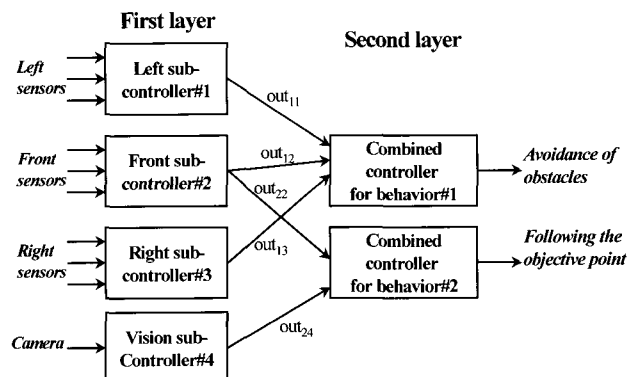 First layer
Second layer
Left
sensors
Left sub-
controller#1
out11
Front
sensors
Front sub-
controller#2
out12
out22
Combined
controller
for behavior#1
Avoidance of
obstacles
Right
sensors
Right sub-
controller#3
out13
Combined
controller
for behavior#2
Following the
objective point
Camera
Vision sub-
Controller#4
out24